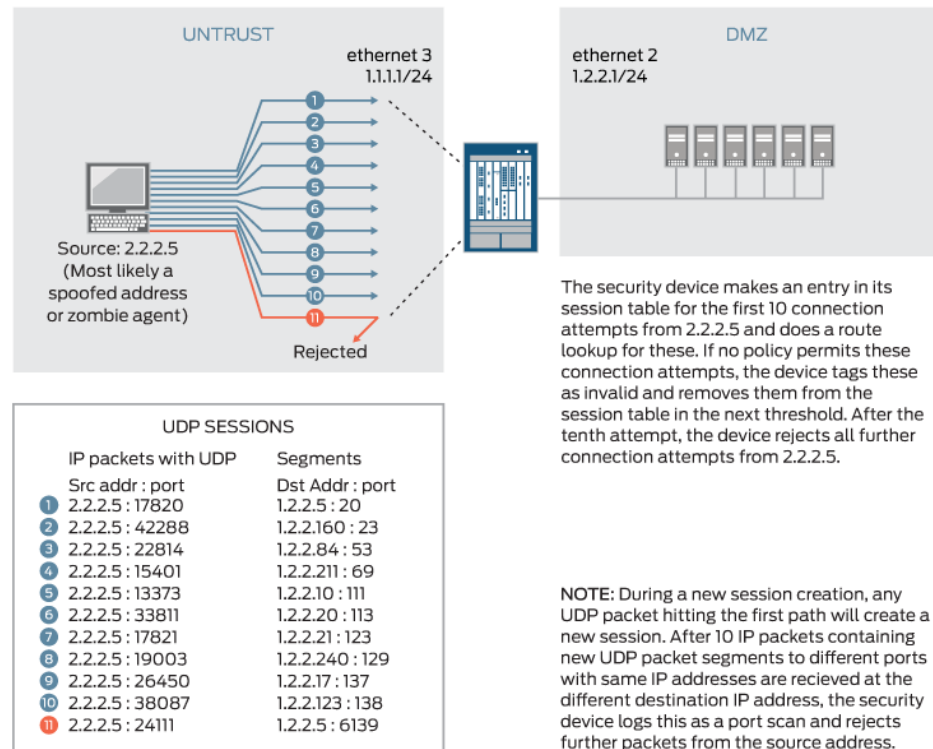 UNTRUST
ethernet 3
1.1.1.1/24
1
2
3
4
5
6
7
8
9
10
11
Source: 2.2.2.5
(Most likely a
spoofed address
or zombie agent)
Rejected
DMZ
ethernet 2
1.2.2.1/24
The security device makes an entry in its
session table for the first 10 connection
attempts from 2.2.2.5 and does a route
lookup for these. If no policy permits these
connection attempts, the device tags these
as invalid and removes them from the
session table in the next threshold. After the
tenth attempt, the device rejects all further
connection attempts from 2.2.2.5.
UDP SESSIONS
IP packets with UDP Segments
Src addr : port Dst Addr : port
1 2.2.2.5 : 17820 1.2.2.5 : 20
2 2.2.2.5 : 42288 1.2.2.160 : 23
3 2.2.2.5 : 22814 1.2.2.84 : 53
4 2.2.2.5 : 15401 1.2.2.211 : 69
5 2.2.2.5 : 13373 1.2.2.10 : 111
6 2.2.2.5 : 33811 1.2.2.20 : 113
7 2.2.2.5 : 17821 1.2.2.21 : 123
8 2.2.2.5 : 19003 1.2.2.240 : 129
9 2.2.2.5 : 26450 1.2.2.17 : 137
10 2.2.2.5 : 38087 1.2.2.123 : 138
11 2.2.2.5 : 24111 1.2.2.5 : 6139
NOTE: During a new session creation, any
UDP packet hitting the first path will create a
new session. After 10 IP packets containing
new UDP packet segments to different ports
with same IP addresses are recieved at the
different destination IP address, the security
device logs this as a port scan and rejects
further packets from the source address.